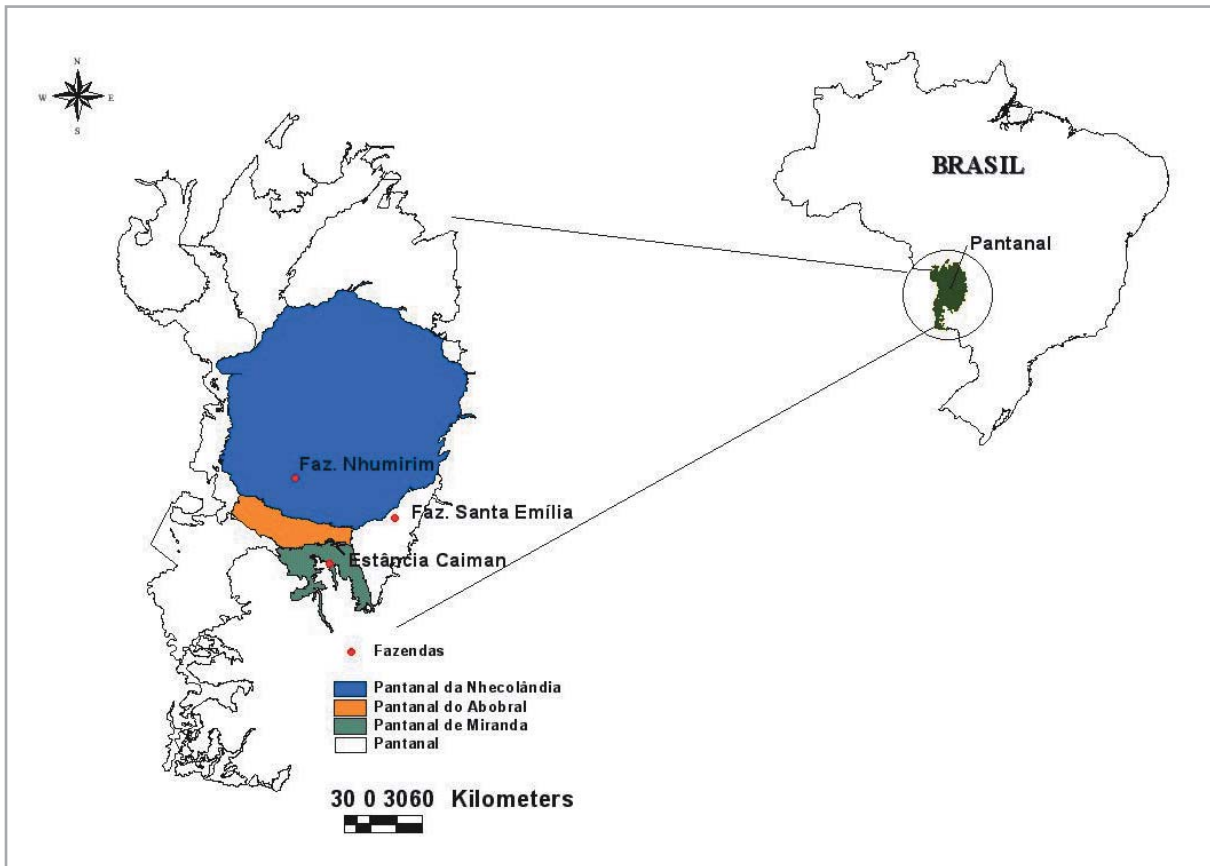 N
W E
S
BRASIL
Pantanal
Faz. Nhumirim
Faz. Santa Emília
Estância Caiman
Fazendas
Pantanal da Nhecolândia
Pantanal do Abobral
Pantanal de Miranda
Pantanal
30 0 3060 Kilometers